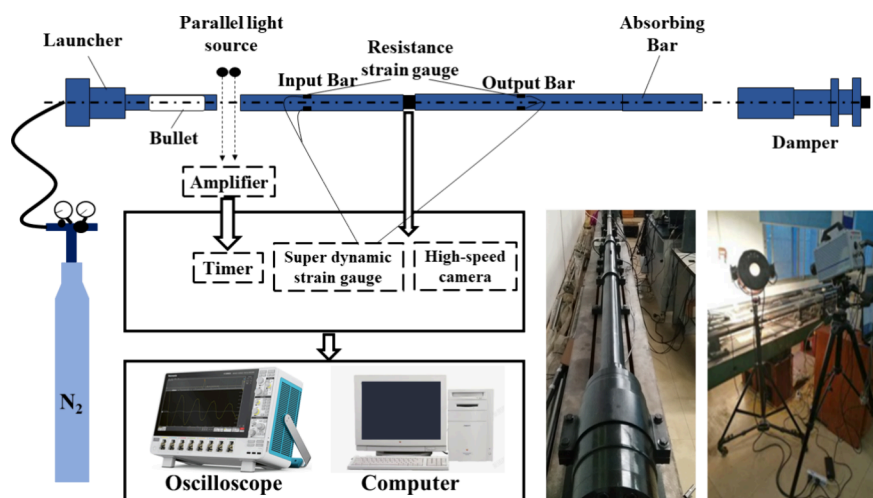 Parallel light
source
Launcher
Resistance
strain gauge
Absorbing
Bar
Input Bar
Output Bar
Bullet
Damper
Amplifier
Timer
Super dynamic
strain gauge
High-speed
camera
N₂
Oscilloscope
Computer